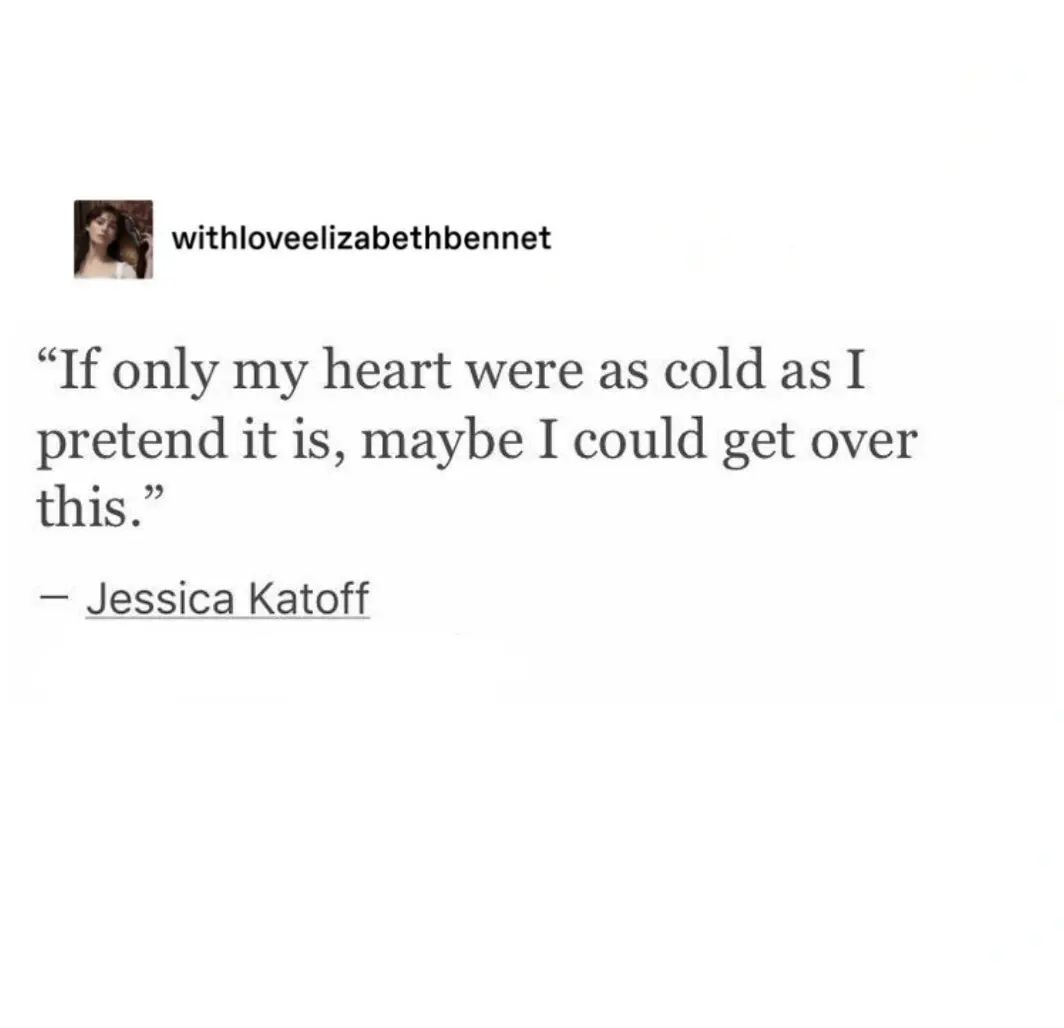 withloveelizabethbennet
“If only my heart were as cold as I
pretend it is, maybe I could get over
this.”
— Jessica Katoff